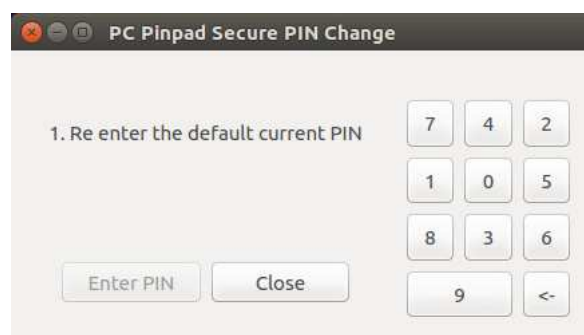 PC Pinpad Secure PIN Change
1. Re enter the default current PIN
7 4 2
1 0 5
8 3 6
Enter PIN Close
9 <-